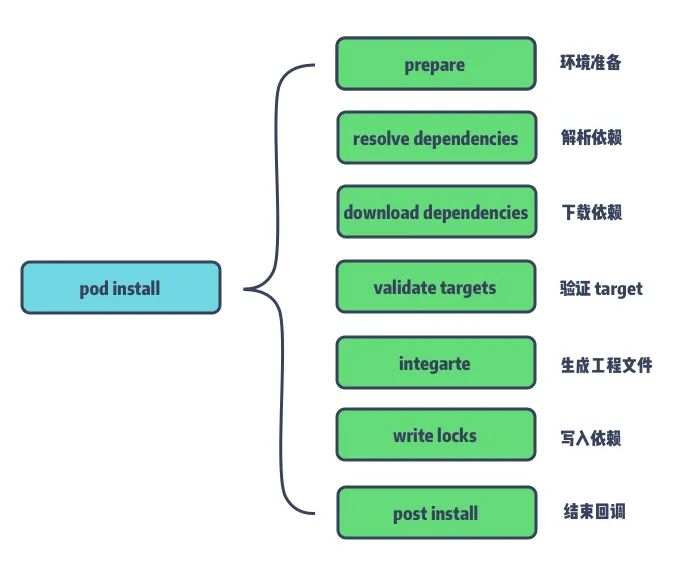 prepare 环境准备
resolve dependencies 解析依赖
download dependencies 下载依赖
pod install
validate targets 验证 target
integarte 生成工程文件
write locks 写入依赖
post install 结束回调